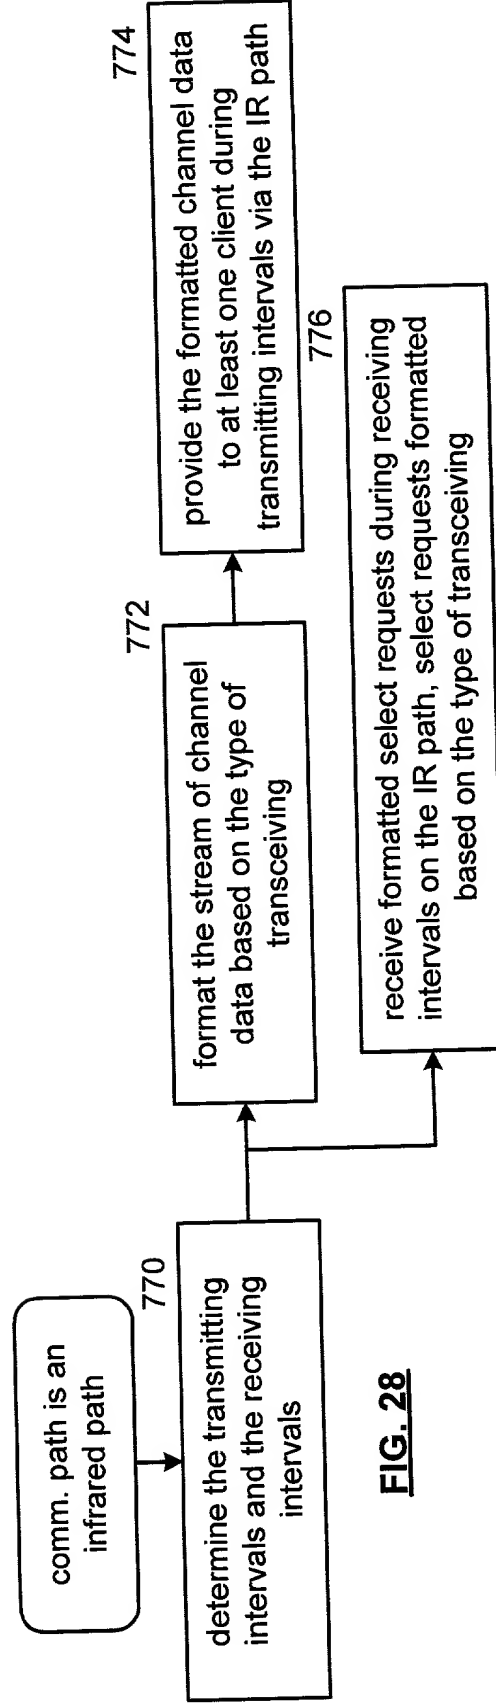 comm. path is an
infrared path
770
determine the transmitting
intervals and the receiving
intervals
772
format the stream of channel
data based on the type of
transceiving
774
provide the formatted channel data
to at least one client during
transmitting intervals via the IR path
776
receive formatted select requests during receiving
intervals on the IR path, select requests formatted
based on the type of transceiving
FIG. 28